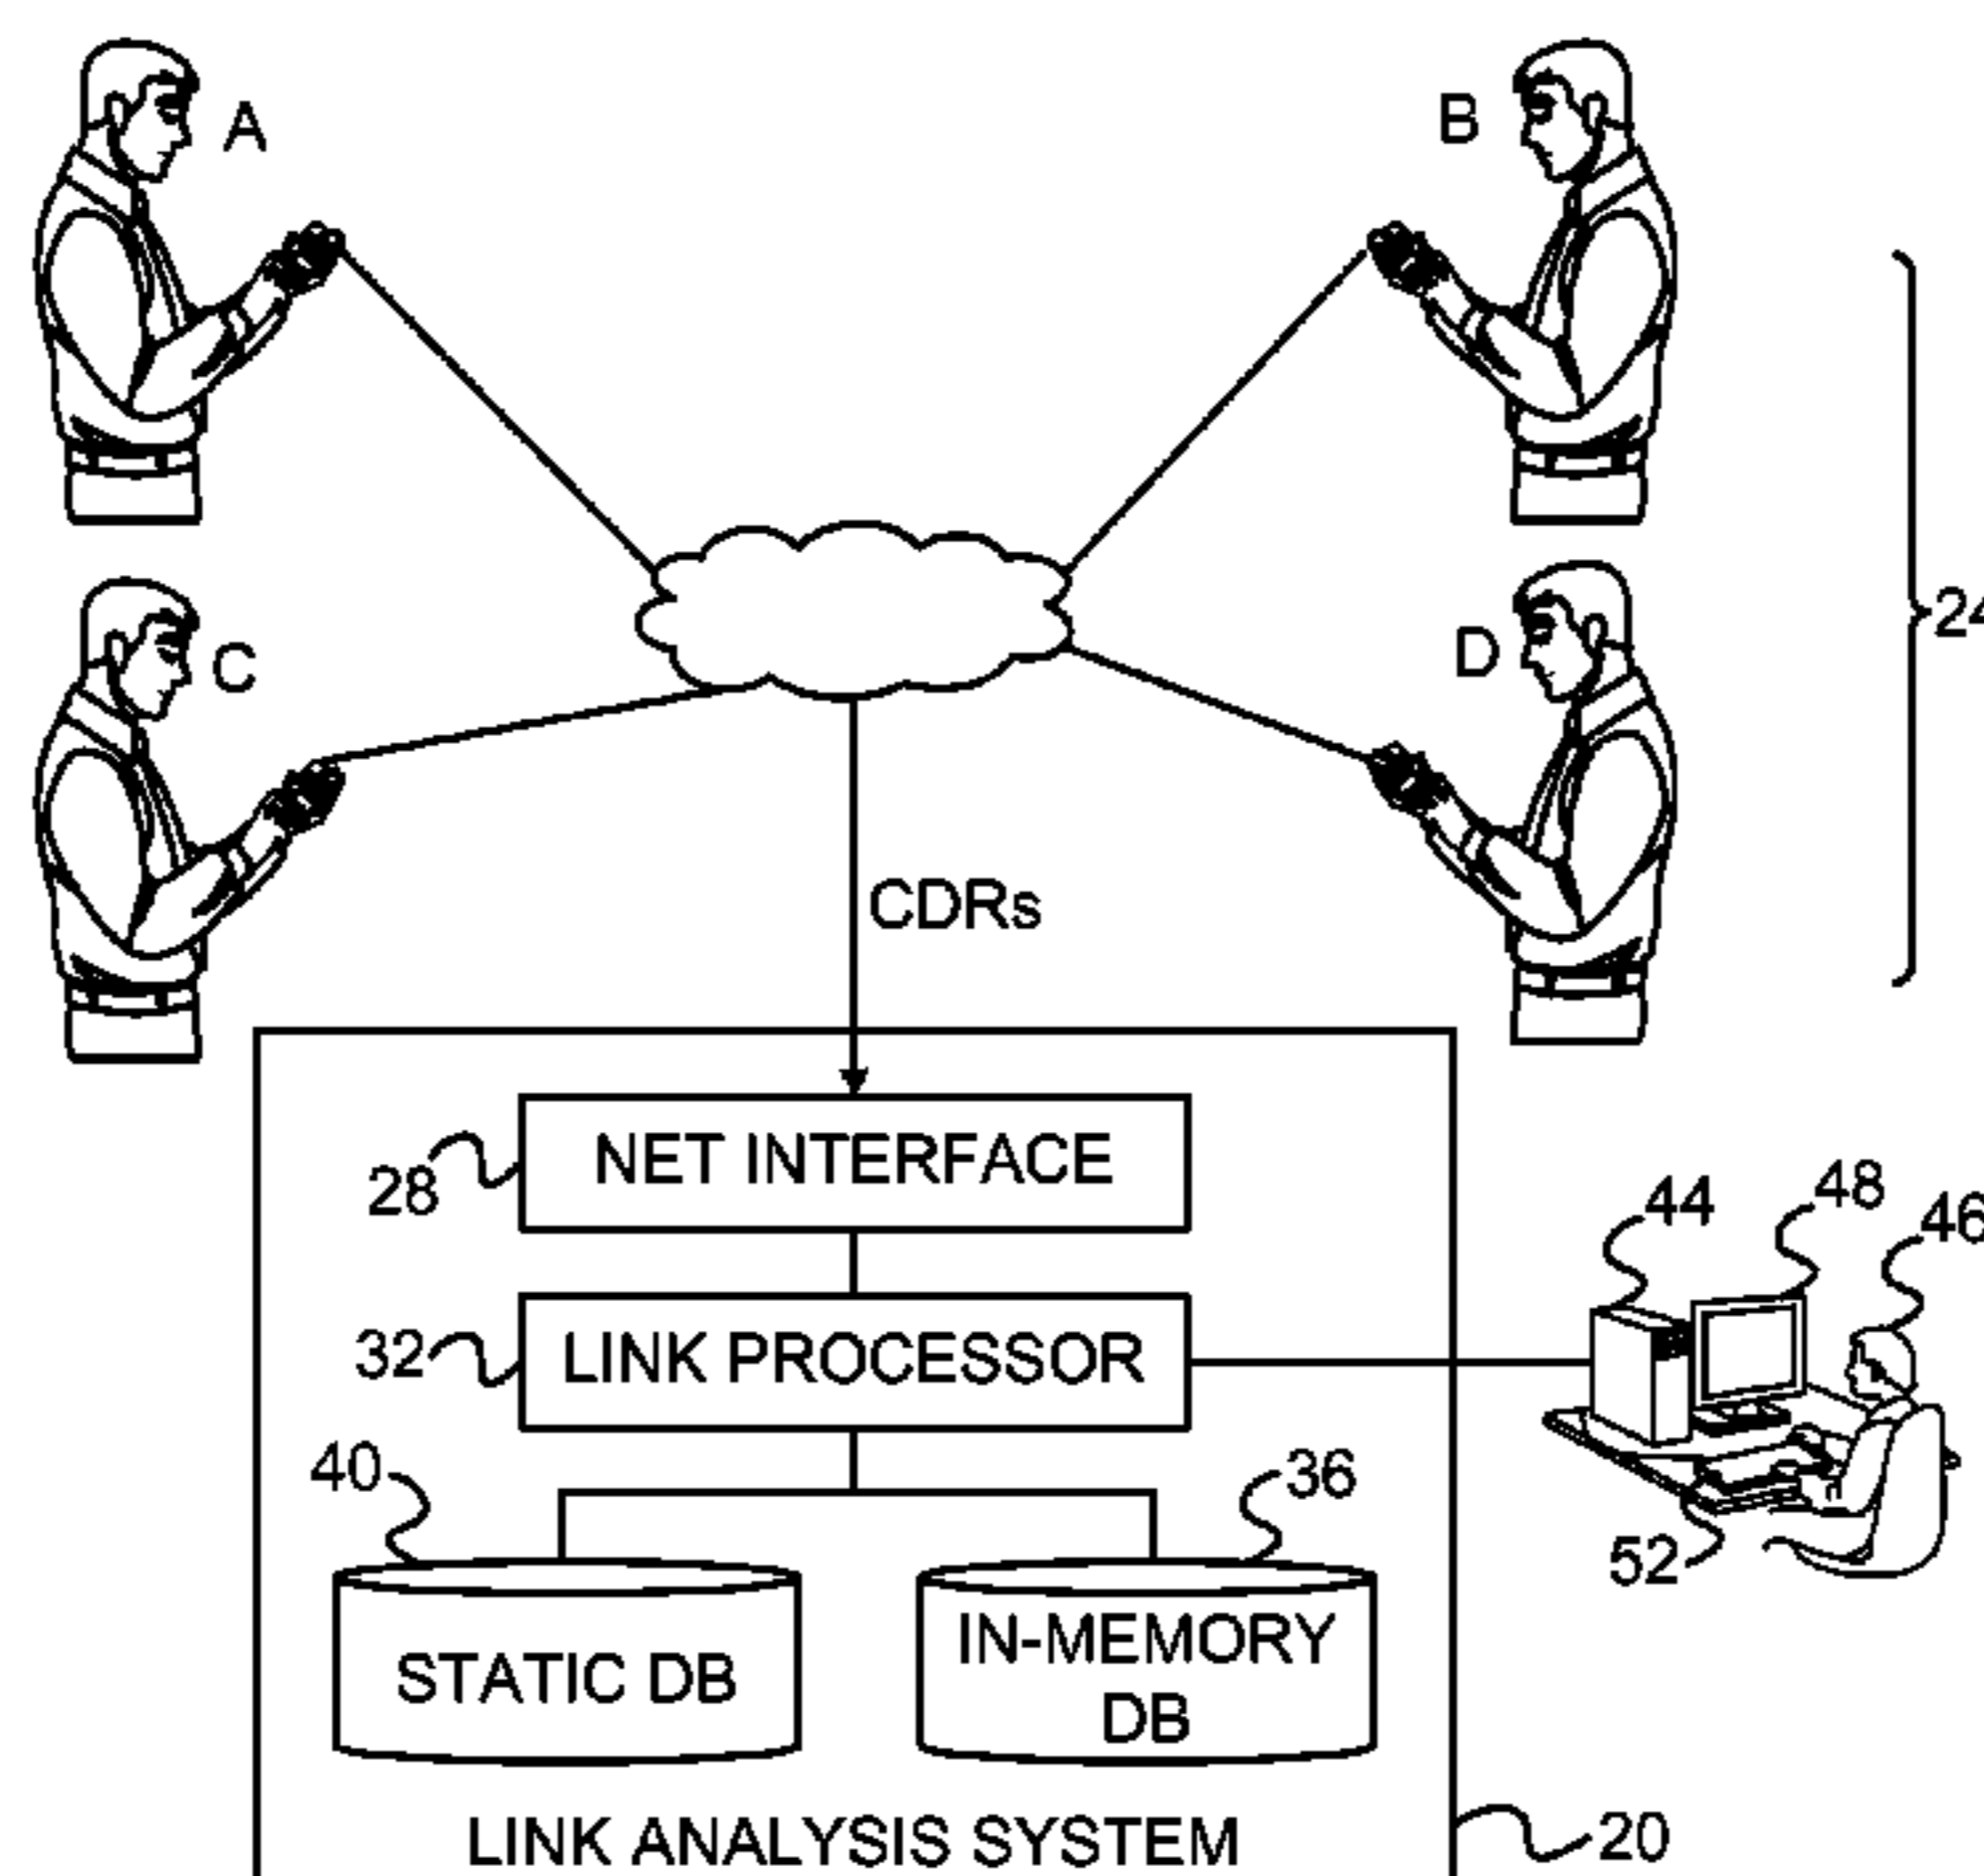 A
B
C
D
24
CDRs
NET INTERFACE
28
44
48
46
32
LINK PROCESSOR
40
36
52
STATIC DB
IN-MEMORY
DB
LINK ANALYSIS SYSTEM
20